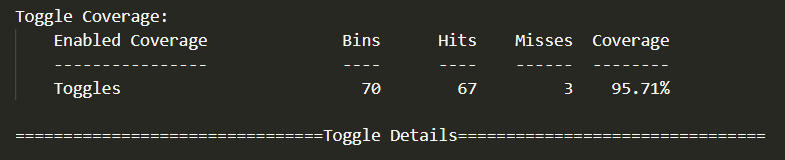 Toggle Coverage:
Enabled Coverage Bins Hits Misses Coverage
---------------- ---- ---- ------ --------
Toggles 70 67 3 95.71%
================================Toggle Details================================